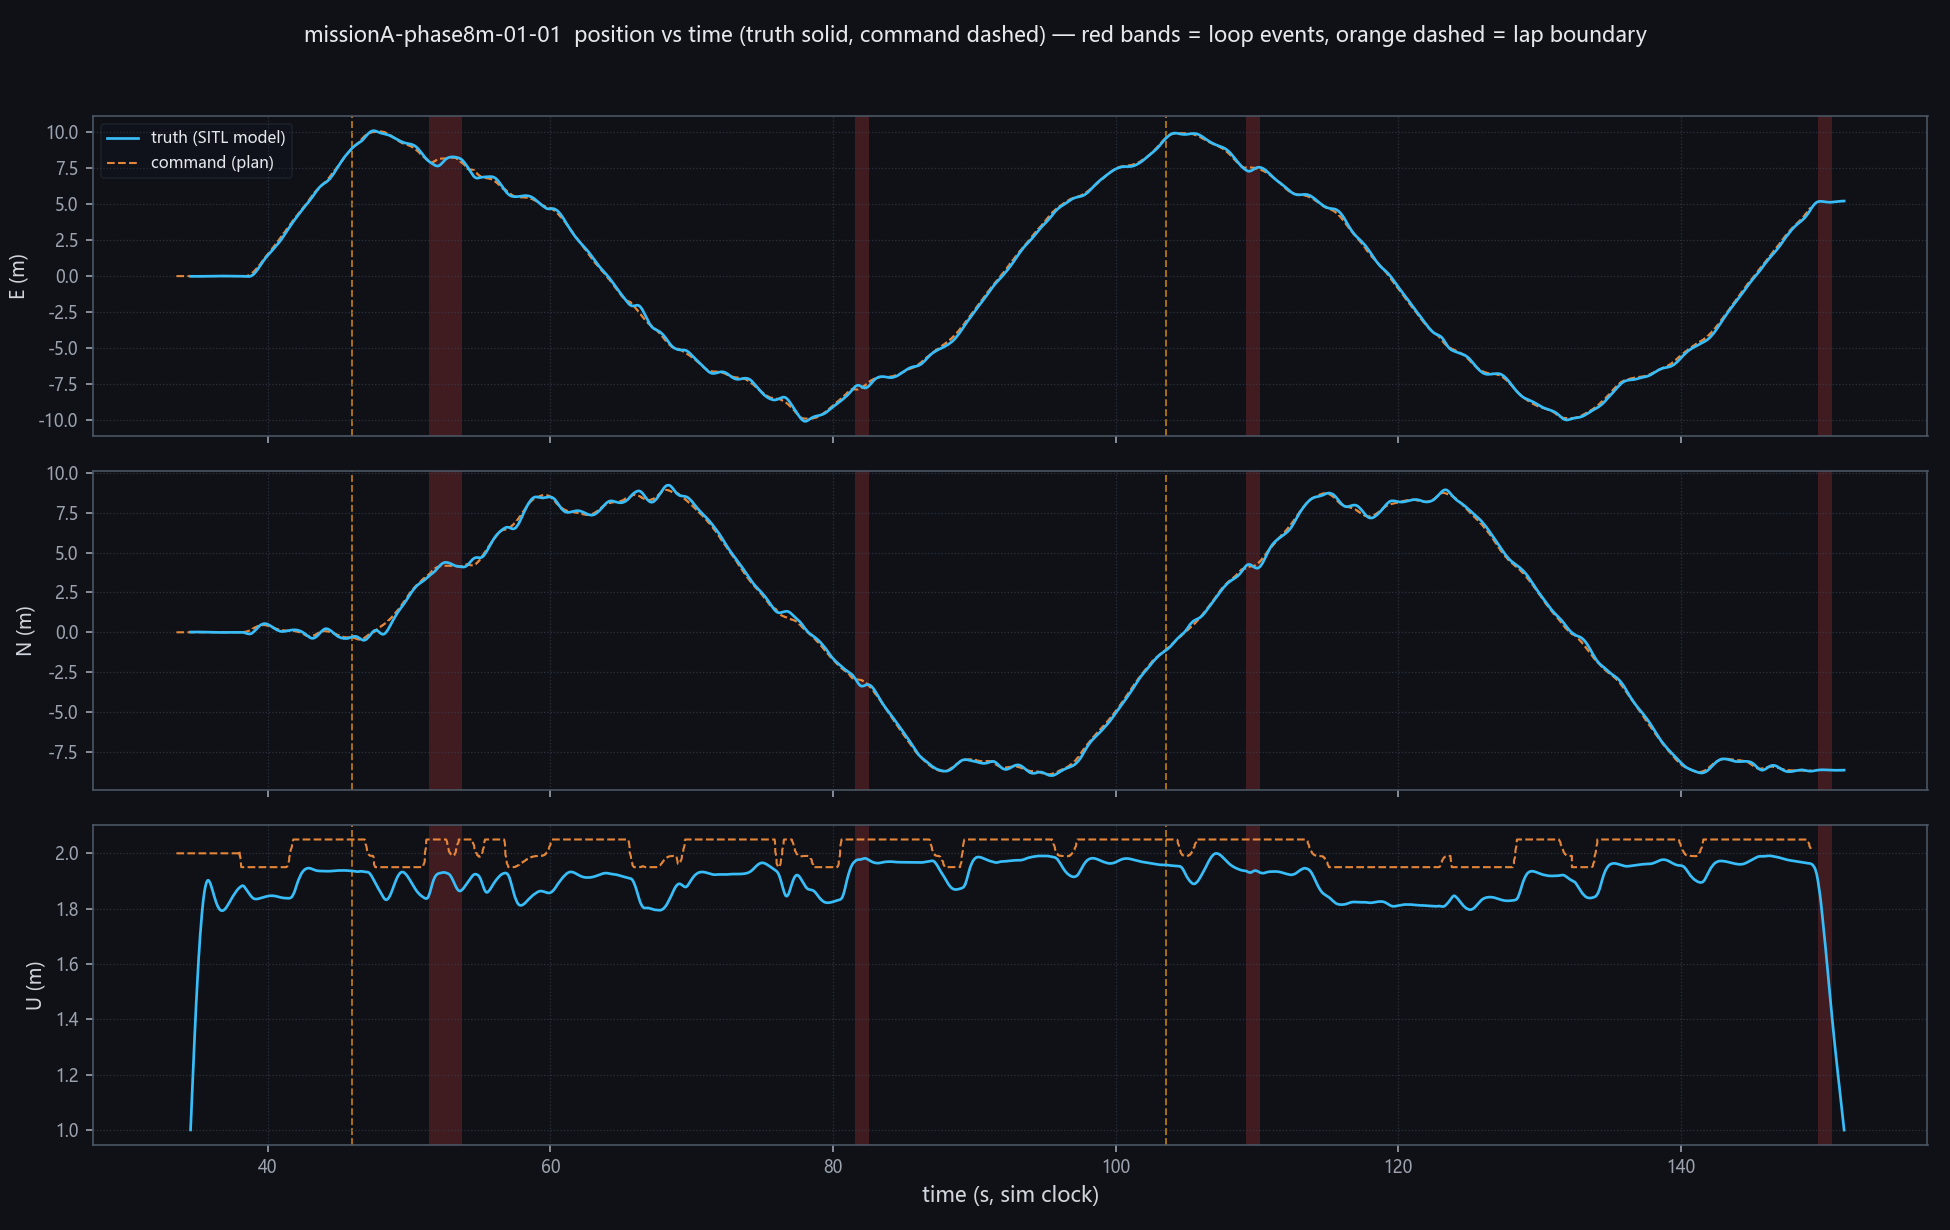 missionA-phase8m-01-01  position vs time (truth solid, command dashed) — red bands = loop events, orange dashed = lap boundary
truth (SITL model)
command (plan)
E (m)
10.0
7.5
5.0
2.5
0.0
-2.5
-5.0
-7.5
-10.0
N (m)
10.0
7.5
5.0
2.5
0.0
-2.5
-5.0
-7.5
U (m)
2.0
1.8
1.6
1.4
1.2
1.0
40 60 80 100 120 140
time (s, sim clock)